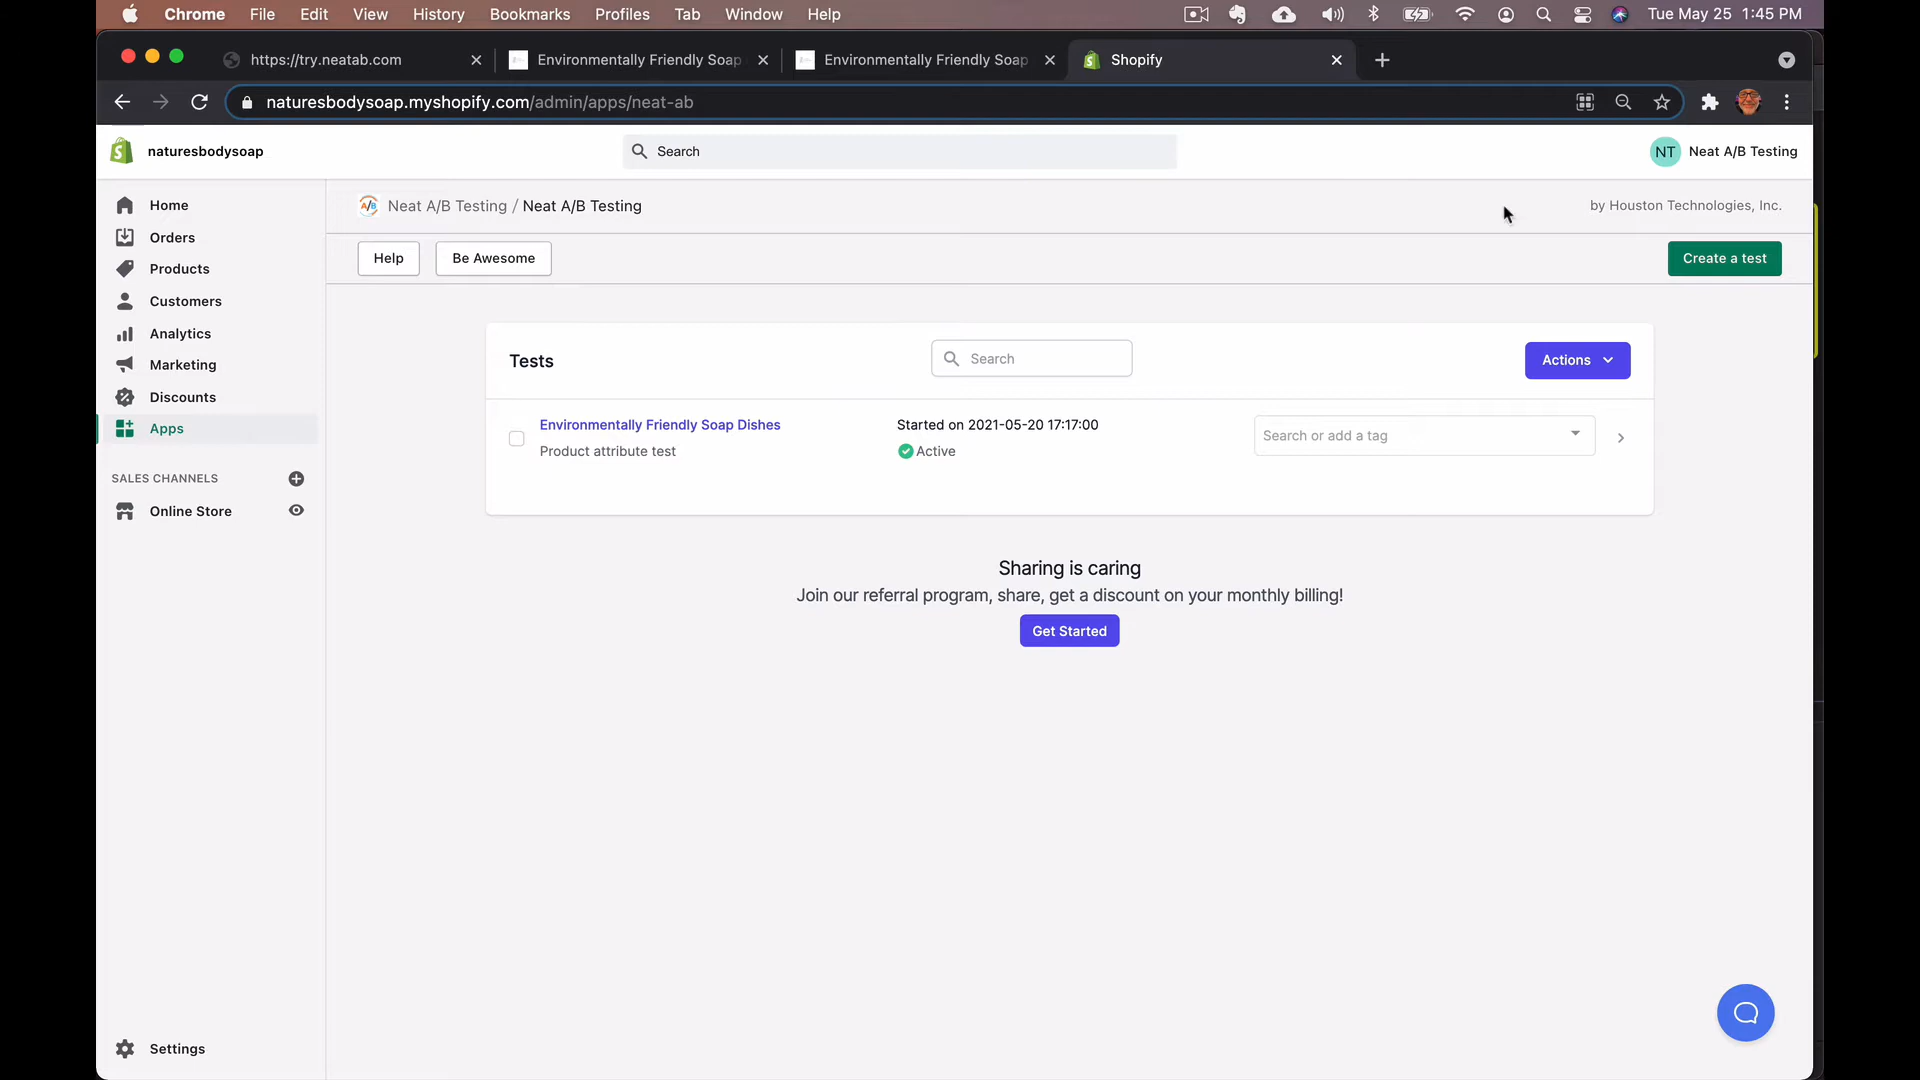 Chrome File Edit View History Bookmarks Profiles Tab Window Help Tue May 25 1:45 PM
https://try.neatab.com Environmentally Friendly Soap Environmentally Friendly Soap Shopify
naturesbodysoap.myshopify.com/admin/apps/neat-ab
naturesbodysoap Search NT Neat A/B Testing
Home
Orders
Products
Customers
Analytics
Marketing
Discounts
Apps
SALES CHANNELS
Online Store
Settings
A/B Neat A/B Testing / Neat A/B Testing by Houston Technologies, Inc.
Help Be Awesome Create a test
Tests Search Actions
Environmentally Friendly Soap Dishes Started on 2021-05-20 17:17:00 Search or add a tag
Product attribute test Active
Sharing is caring
Join our referral program, share, get a discount on your monthly billing!
Get Started